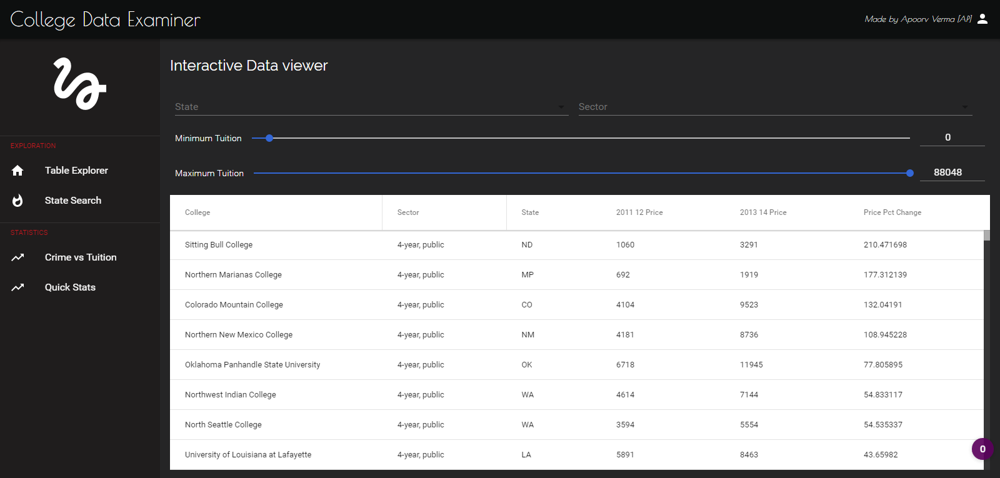 College Data Examiner
Made by Apoorv Verma [AP]
Interactive Data viewer
State Sector
Minimum Tuition 0
Maximum Tuition 88048
EXPLORATION
Table Explorer
State Search
STATISTICS
Crime vs Tuition
Quick Stats
College Sector State 2011 12 Price 2013 14 Price Price Pct Change
Sitting Bull College 4-year, public ND 1060 3291 210.471698
Northern Marianas College 4-year, public MP 692 1919 177.312139
Colorado Mountain College 4-year, public CO 4104 9523 132.04191
Northern New Mexico College 4-year, public NM 4181 8736 108.945228
Oklahoma Panhandle State University 4-year, public OK 6718 11945 77.805895
Northwest Indian College 4-year, public WA 4614 7144 54.833117
North Seattle College 4-year, public WA 3594 5554 54.535337
University of Louisiana at Lafayette 4-year, public LA 5891 8463 43.65982
0